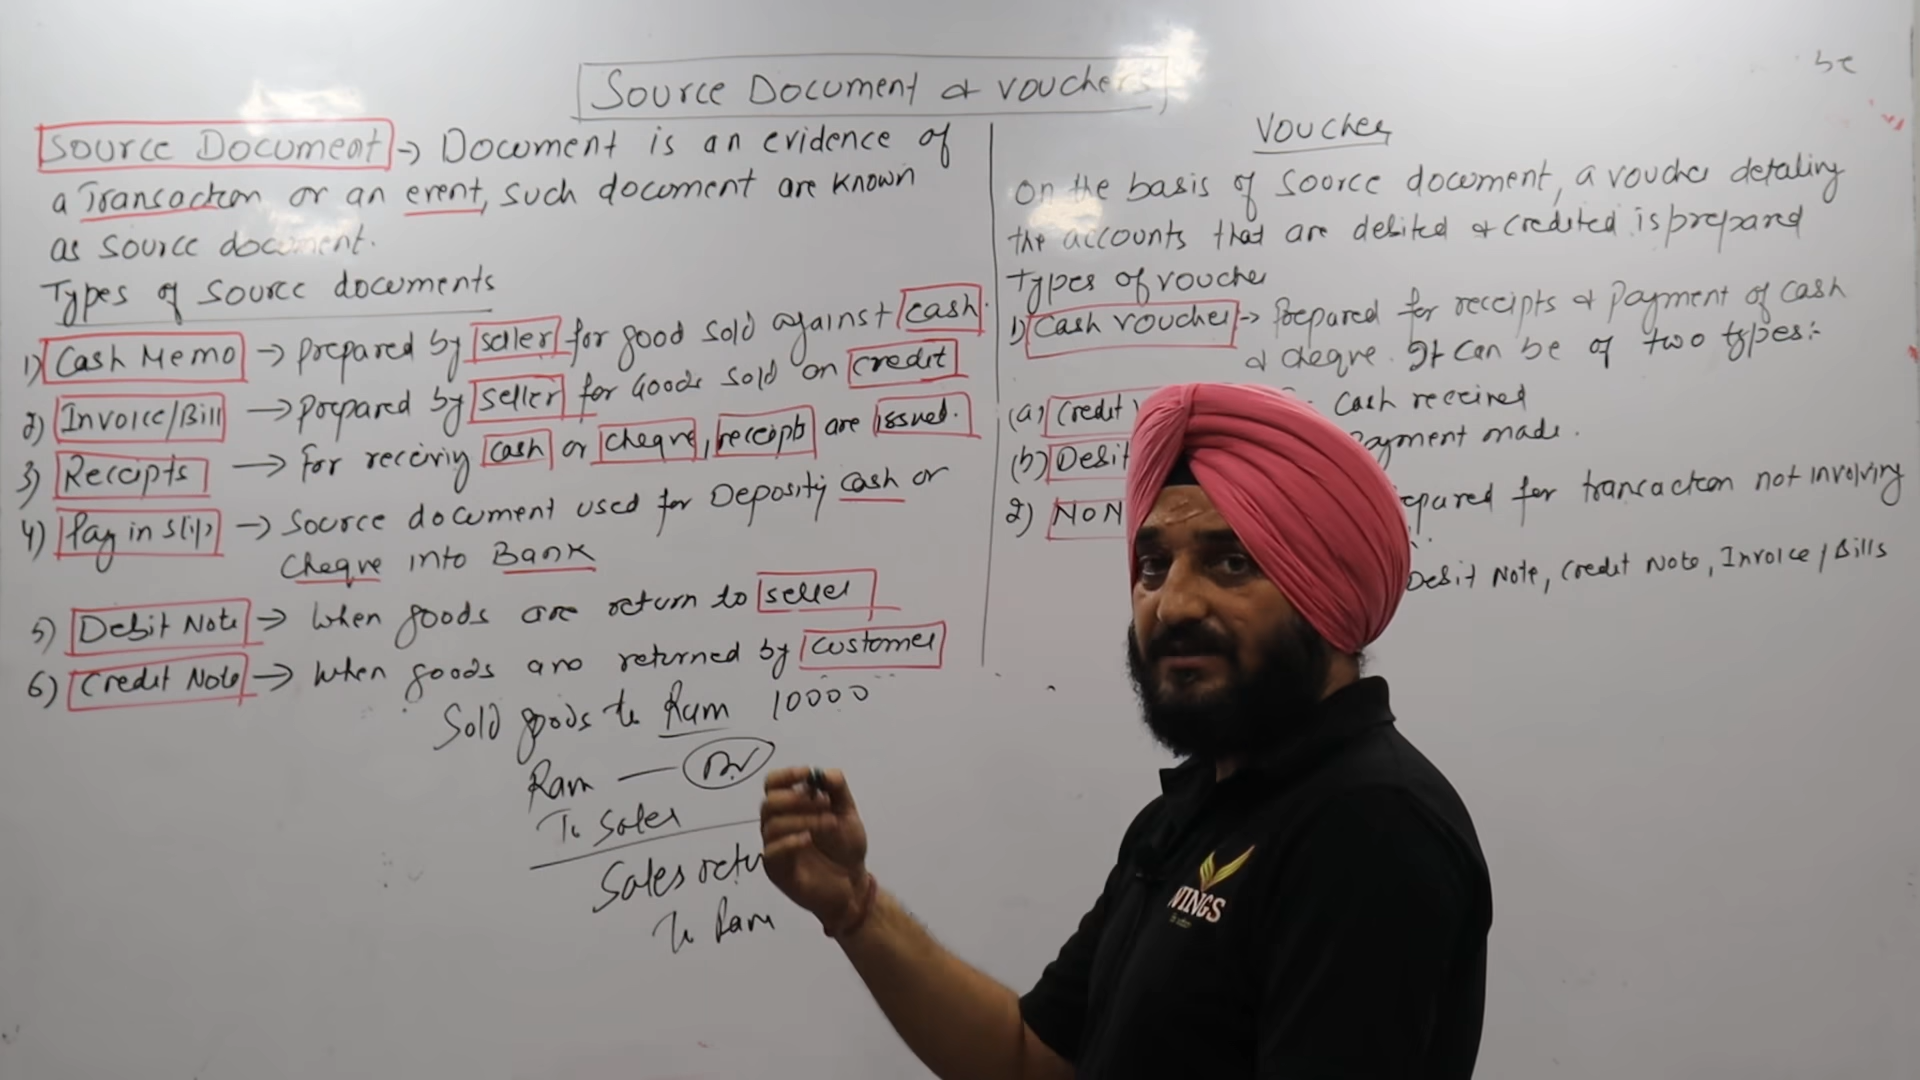 Source Document & Vouchers
Source Document → Document is an evidence of
a Transaction or an event, such document are known
as source document.
Types of source documents
1) Cash Memo → prepared by seller for good sold against cash.
2) Invoice/Bill → prepared by seller for Goods sold on credit
3) Receipts → for receiving cash or cheque, receipts are issued.
4) Pay in slip → Source document used for Depositing cash or
cheque into Bank
5) Debit Note → When goods are return to seller
6) Credit Note → When goods are returned by customer
Sold goods to Ram 10000
Ram — Dr
To Sales
Sales retu
To Ram
Voucher
On the basis of source document, a voucher detaling
the accounts that are debited & credited is prepared
Types of voucher
1) Cash voucher → Prepared for receipts & Payment of cash
& cheque. It can be of two types:-
(a) Credit Cash received
(b) Debit Payment made.
2) NON epared for transaction not involving
Debit Note, Credit Note, Invoice/Bills
WINGS